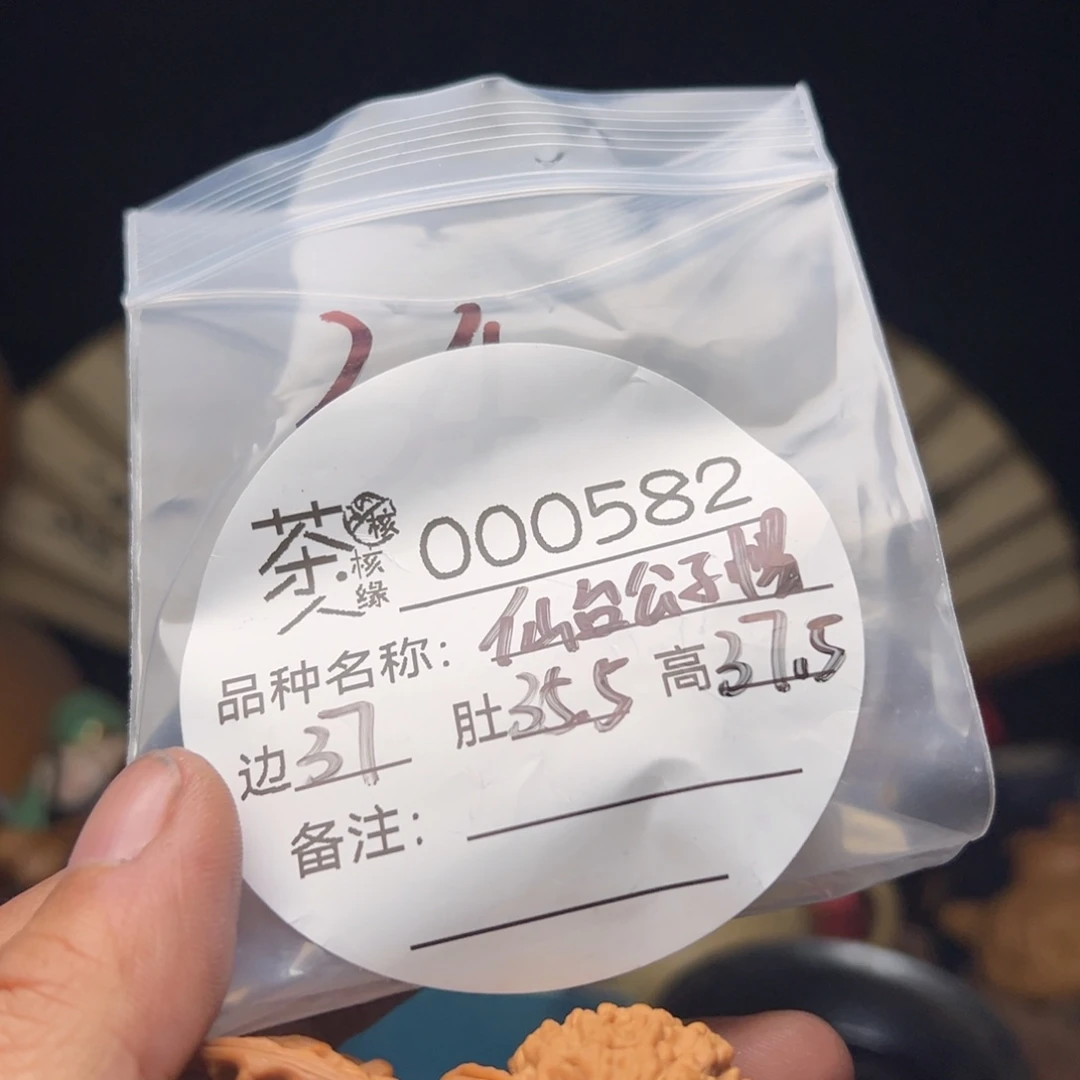 茶人
核缘
000582
品种名称：仙台公子帽
边37 肚35.5 高37.5
备注：